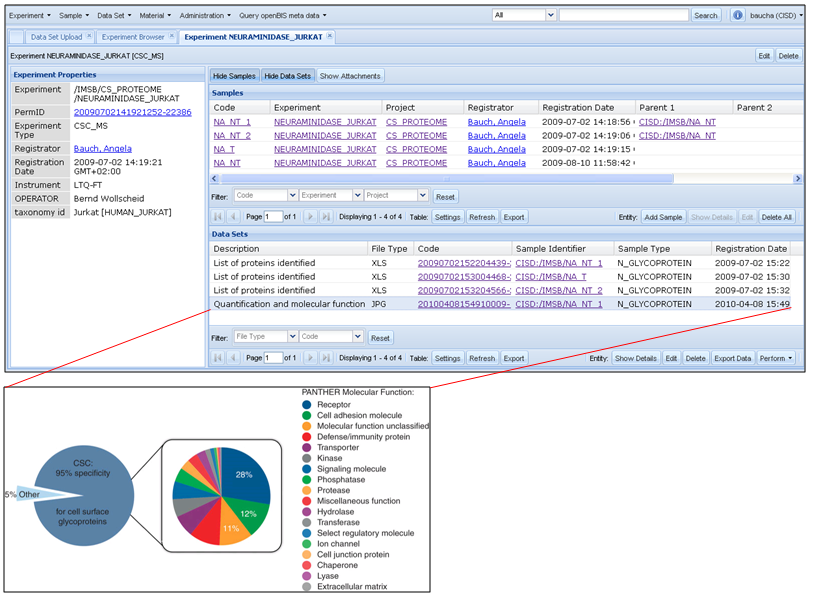 Experiment Sample Data Set Material Administration Query openBIS meta data All Search baucha (CISD)
Data Set Upload Experiment Browser Experiment NEURAMINIDASE_JURKAT
Experiment NEURAMINIDASE_JURKAT [CSC_MS] Edit Delete
Experiment Properties
Experiment /IMSB/CS_PROTEOME
/NEURAMINIDASE_JURKAT
PermID 20090702141921252-22386
Experiment
Type CSC_MS
Registrator Bauch, Angela
Registration
Date 2009-07-02 14:19:21
GMT+02:00
Instrument LTQ-FT
OPERATOR Bernd Wollscheid
taxonomy id Jurkat [HUMAN_JURKAT]
Hide Samples Hide Data Sets Show Attachments
Samples
Code Experiment Project Registrator Registration Date Parent 1 Parent 2
NA_NT_1 NEURAMINIDASE_JURKAT CS_PROTEOME Bauch, Angela 2009-07-02 14:18:56 CISD:/IMSB/NA_NT
NA_NT_2 NEURAMINIDASE_JURKAT CS_PROTEOME Bauch, Angela 2009-07-02 14:19:06 CISD:/IMSB/NA_NT
NA_T NEURAMINIDASE_JURKAT CS_PROTEOME Bauch, Angela 2009-07-02 14:19:15
NA_NT NEURAMINIDASE_JURKAT CS_PROTEOME Bauch, Angela 2009-08-10 11:58:42
Filter: Code Experiment Project Reset
Page 1 of 1 Displaying 1 - 4 of 4 Table: Settings Refresh Export Entity: Add Sample Show Details Edit Delete All
Data Sets
Description File Type Code Sample Identifier Sample Type Registration Date
List of proteins identified XLS 20090702152204439- CISD:/IMSB/NA_NT_1 N_GLYCOPROTEIN 2009-07-02 15:22
List of proteins identified XLS 20090702153004468- CISD:/IMSB/NA_T N_GLYCOPROTEIN 2009-07-02 15:30
List of proteins identified XLS 20090702153204566- CISD:/IMSB/NA_NT_2 N_GLYCOPROTEIN 2009-07-02 15:32
Quantification and molecular function JPG 20100408154910009- CISD:/IMSB/NA_NT_1 N_GLYCOPROTEIN 2010-04-08 15:49
Filter: File Type Code Reset
Page 1 of 1 Displaying 1 - 4 of 4 Table: Settings Refresh Export Entity: Show Details Edit Delete Export Data Perform
PANTHER Molecular Function:
Receptor
Cell adhesion molecule
Molecular function unclassified
Defense/immunity protein
Transporter
Kinase
Signaling molecule
Phosphatase
Protease
Miscellaneous function
Hydrolase
Transferase
Select regulatory molecule
Ion channel
Cell junction protein
Chaperone
Lyase
Extracellular matrix
CSC:
95% specificity
5% Other
for cell surface
glycoproteins
28%
12%
11%